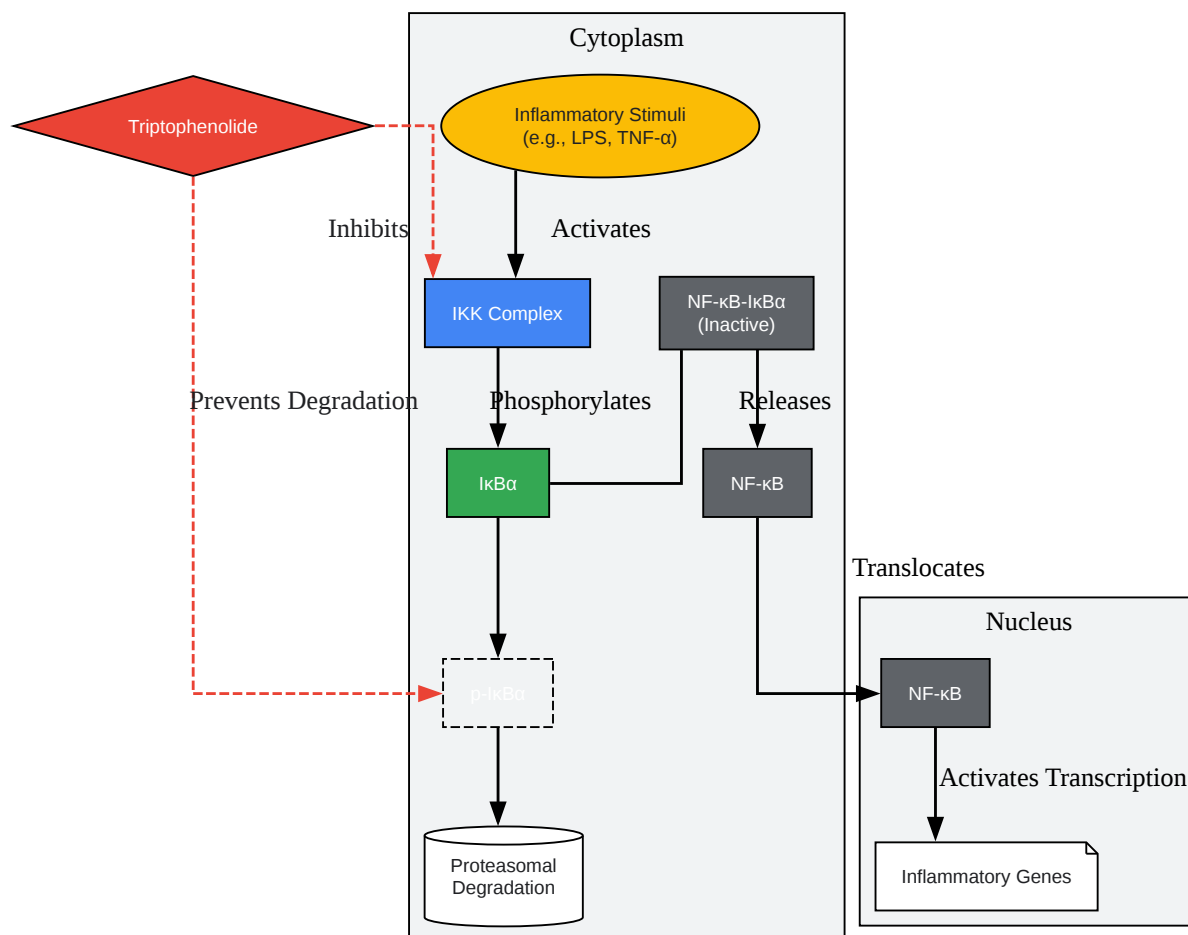 Cytoplasm
Triptophenolide
Inflammatory Stimuli
(e.g., LPS, TNF-α)
Inhibits
Activates
IKK Complex
NF-κB-IκBα
(Inactive)
Prevents Degradation
Phosphorylates
Releases
IκBα
NF-κB
Translocates
Nucleus
p-IκBα
NF-κB
Activates Transcription
Proteasomal
Degradation
Inflammatory Genes